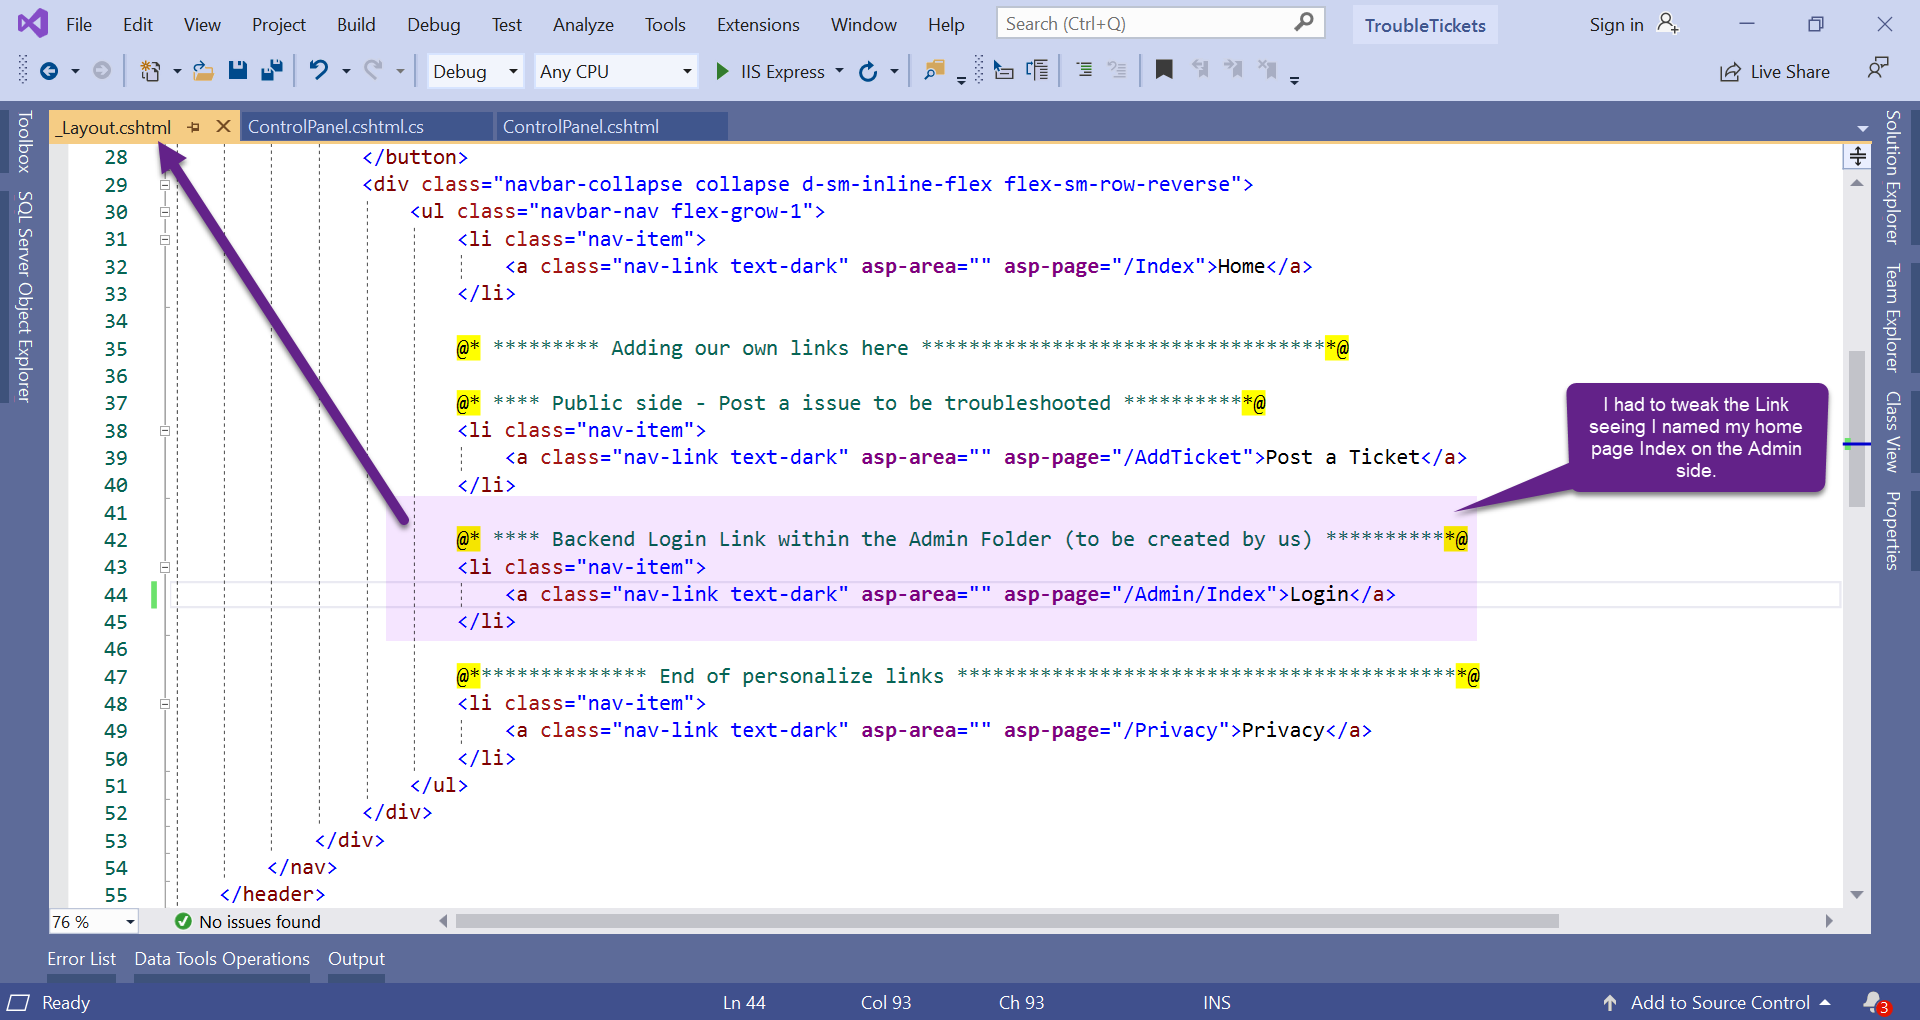 File Edit View Project Build Debug Test Analyze Tools Extensions Window Help Search (Ctrl+Q) TroubleTickets Sign in
Debug Any CPU IIS Express Live Share
_Layout.cshtml ControlPanel.cshtml.cs ControlPanel.cshtml
Toolbox
SQL Server Object Explorer
28 </button>
29 <div class="navbar-collapse collapse d-sm-inline-flex flex-sm-row-reverse">
30 <ul class="navbar-nav flex-grow-1">
31 <li class="nav-item">
32 <a class="nav-link text-dark" asp-area="" asp-page="/Index">Home</a>
33 </li>
34
35 @* ********* Adding our own links here ***********************************@
36
37 @* **** Public side - Post a issue to be troubleshooted ************@
38 <li class="nav-item">
39 <a class="nav-link text-dark" asp-area="" asp-page="/AddTicket">Post a Ticket</a>
40 </li>
41
42 @* **** Backend Login Link within the Admin Folder (to be created by us) ***********@
43 <li class="nav-item">
44 <a class="nav-link text-dark" asp-area="" asp-page="/Admin/Index">Login</a>
45 </li>
46
47 @*************** End of personalize links *******************************************@
48 <li class="nav-item">
49 <a class="nav-link text-dark" asp-area="" asp-page="/Privacy">Privacy</a>
50 </li>
51 </ul>
52 </div>
53 </div>
54 </nav>
55 </header>
I had to tweak the Link
seeing I named my home
page Index on the Admin
side.
Solution Explorer
Team Explorer
Class View
Properties
76 % No issues found
Error List Data Tools Operations Output
Ready Ln 44 Col 93 Ch 93 INS Add to Source Control 3